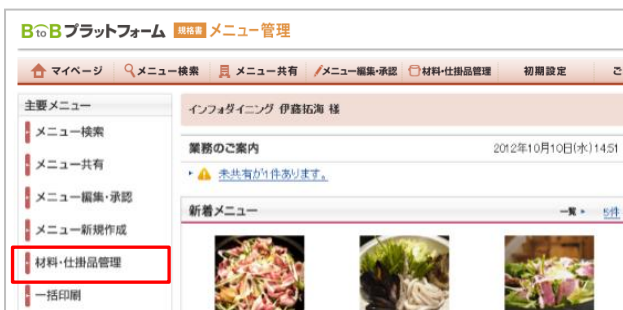 BtoBプラットフォーム 規格書 メニュー管理
マイページ メニュー検索 メニュー共有 メニュー編集・承認 材料・仕掛品管理 初期設定 ご
主要メニュー
メニュー検索
メニュー共有
メニュー編集・承認
メニュー新規作成
材料・仕掛品管理
一括印刷
インフォダイニング 伊藤拓海 様
業務のご案内 2012年10月10日(水)14:51
未共有が1件あります。
新着メニュー 一覧 5件